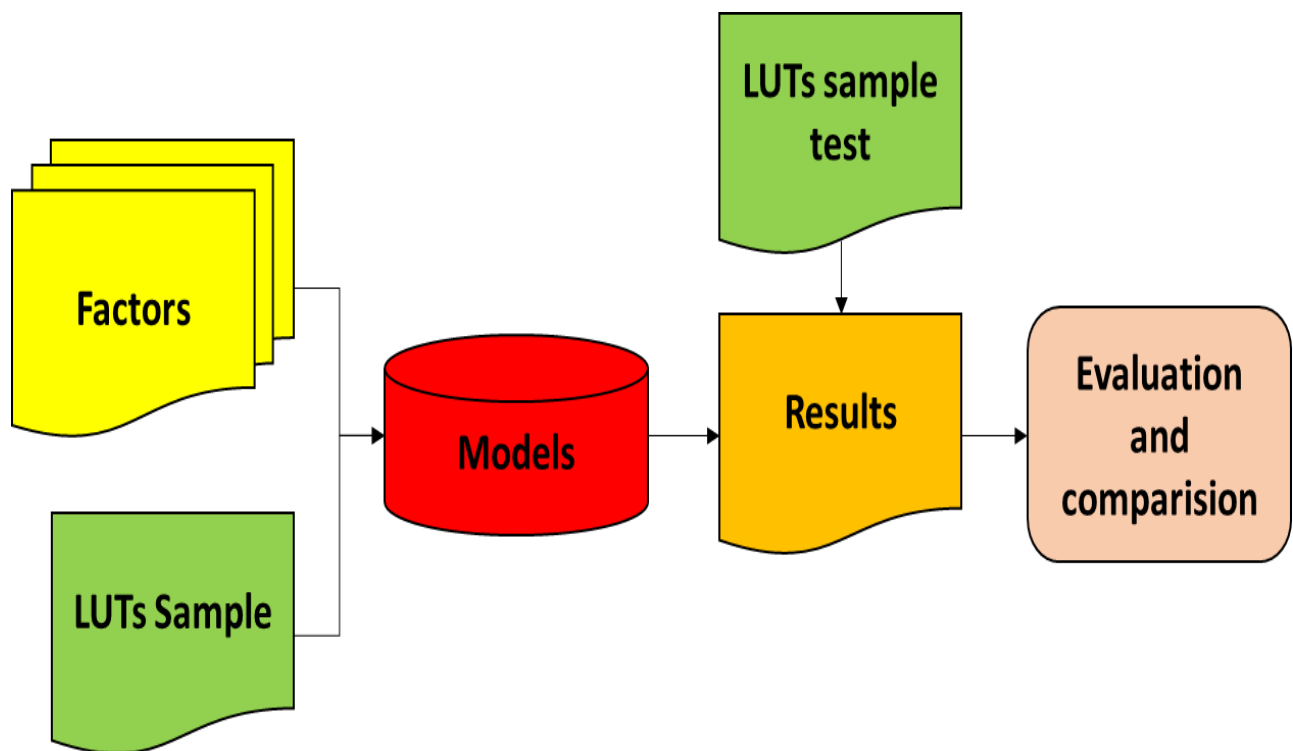 LUTs sample
test
Factors
Models
Results
Evaluation
and
comparision
LUTs Sample